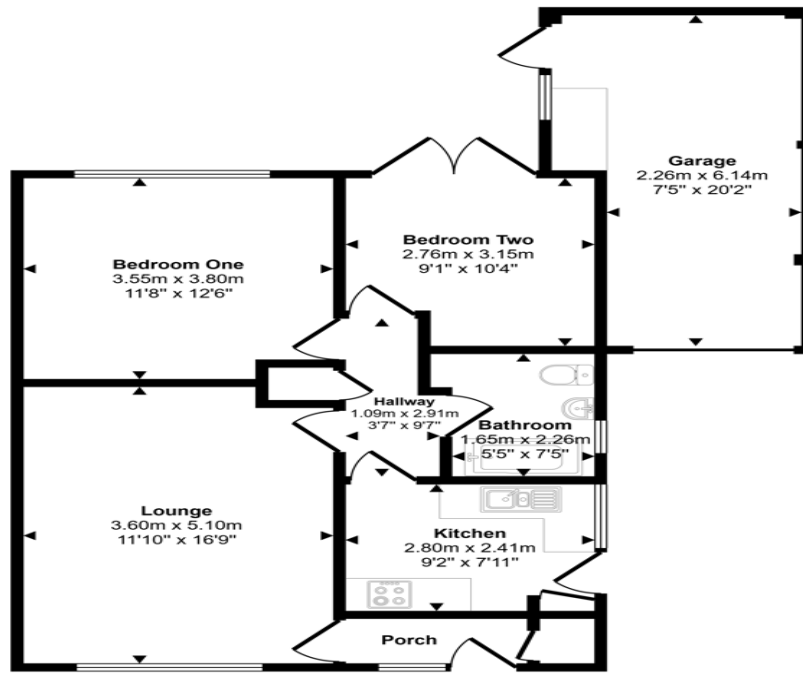 Garage
2.26m x 6.14m
7'5" x 20'2"
Bedroom Two
2.76m x 3.15m
9'1" x 10'4"
Bedroom One
3.55m x 3.80m
11'8" x 12'6"
Hallway
1.09m x 2.91m
3'7" x 9'7"
Bathroom
1.65m x 2.26m
5'5" x 7'5"
Lounge
3.60m x 5.10m
11'10" x 16'9"
Kitchen
2.80m x 2.41m
9'2" x 7'11"
Porch